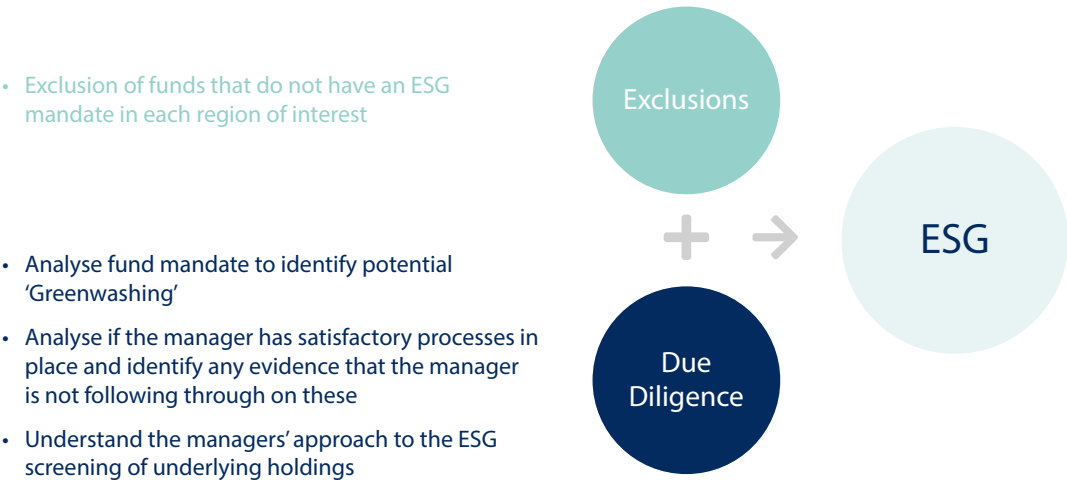 • Exclusion of funds that do not have an ESG
mandate in each region of interest
Exclusions
• Analyse fund mandate to identify potential
‘Greenwashing’
• Analyse if the manager has satisfactory processes in
place and identify any evidence that the manager
is not following through on these
• Understand the managers’ approach to the ESG
screening of underlying holdings
Due
Diligence
ESG